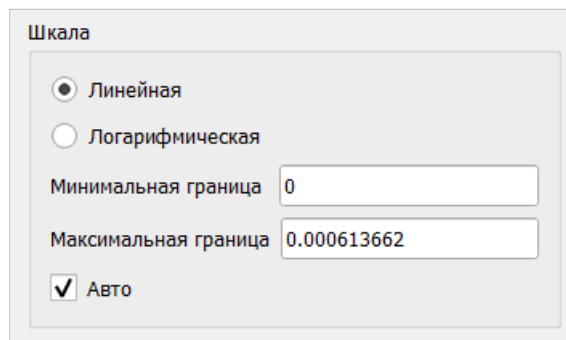 Шкала
Линейная
Логарифмическая
Минимальная граница 0
Максимальная граница 0.000613662
Авто